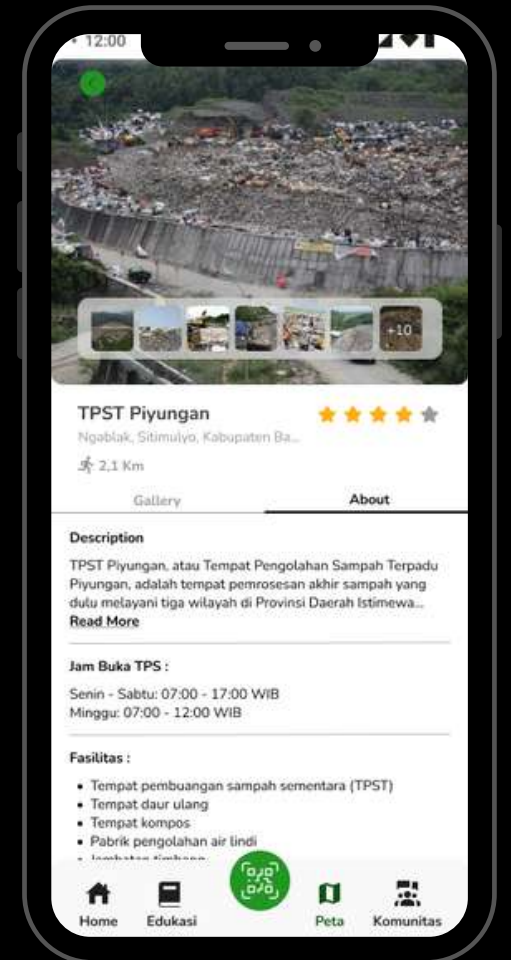 12:00
+10
TPST Piyungan
Ngablak, Sitimulyo, Kabupaten Ba...
2,1 Km
Gallery About
Description
TPST Piyungan, atau Tempat Pengolahan Sampah Terpadu
Piyungan, adalah tempat pemrosesan akhir sampah yang
dulu melayani tiga wilayah di Provinsi Daerah Istimewa...
Read More
Jam Buka TPS :
Senin - Sabtu: 07:00 - 17:00 WIB
Minggu: 07:00 - 12:00 WIB
Fasilitas :
• Tempat pembuangan sampah sementara (TPST)
• Tempat daur ulang
• Tempat kompos
• Pabrik pengolahan air lindi
• Jembatan timbang
Home Edukasi Peta Komunitas